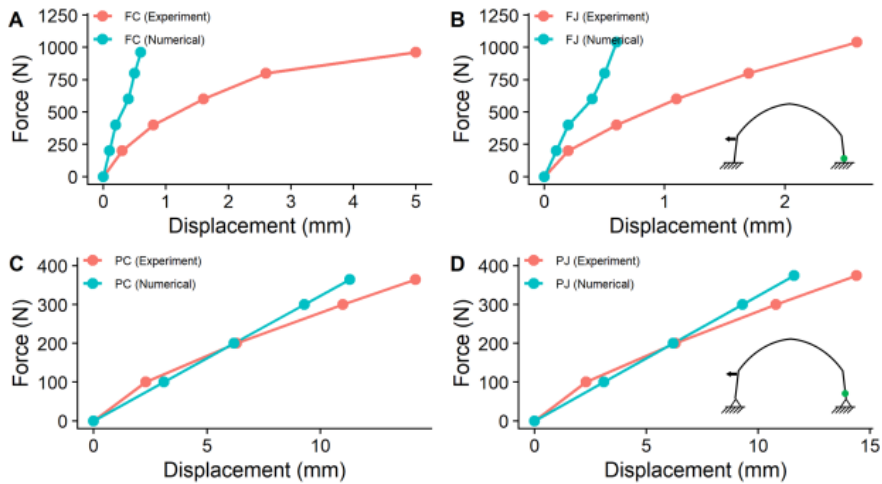 A
FC (Experiment)
FC (Numerical)
1250
1000
750
500
250
0
Force (N)
0 1 2 3 4 5
Displacement (mm)
B
FJ (Experiment)
FJ (Numerical)
1250
1000
750
500
250
0
Force (N)
0 1 2
Displacement (mm)
C
PC (Experiment)
PC (Numerical)
400
300
200
100
0
Force (N)
0 5 10
Displacement (mm)
D
PJ (Experiment)
PJ (Numerical)
400
300
200
100
0
Force (N)
0 5 10 15
Displacement (mm)